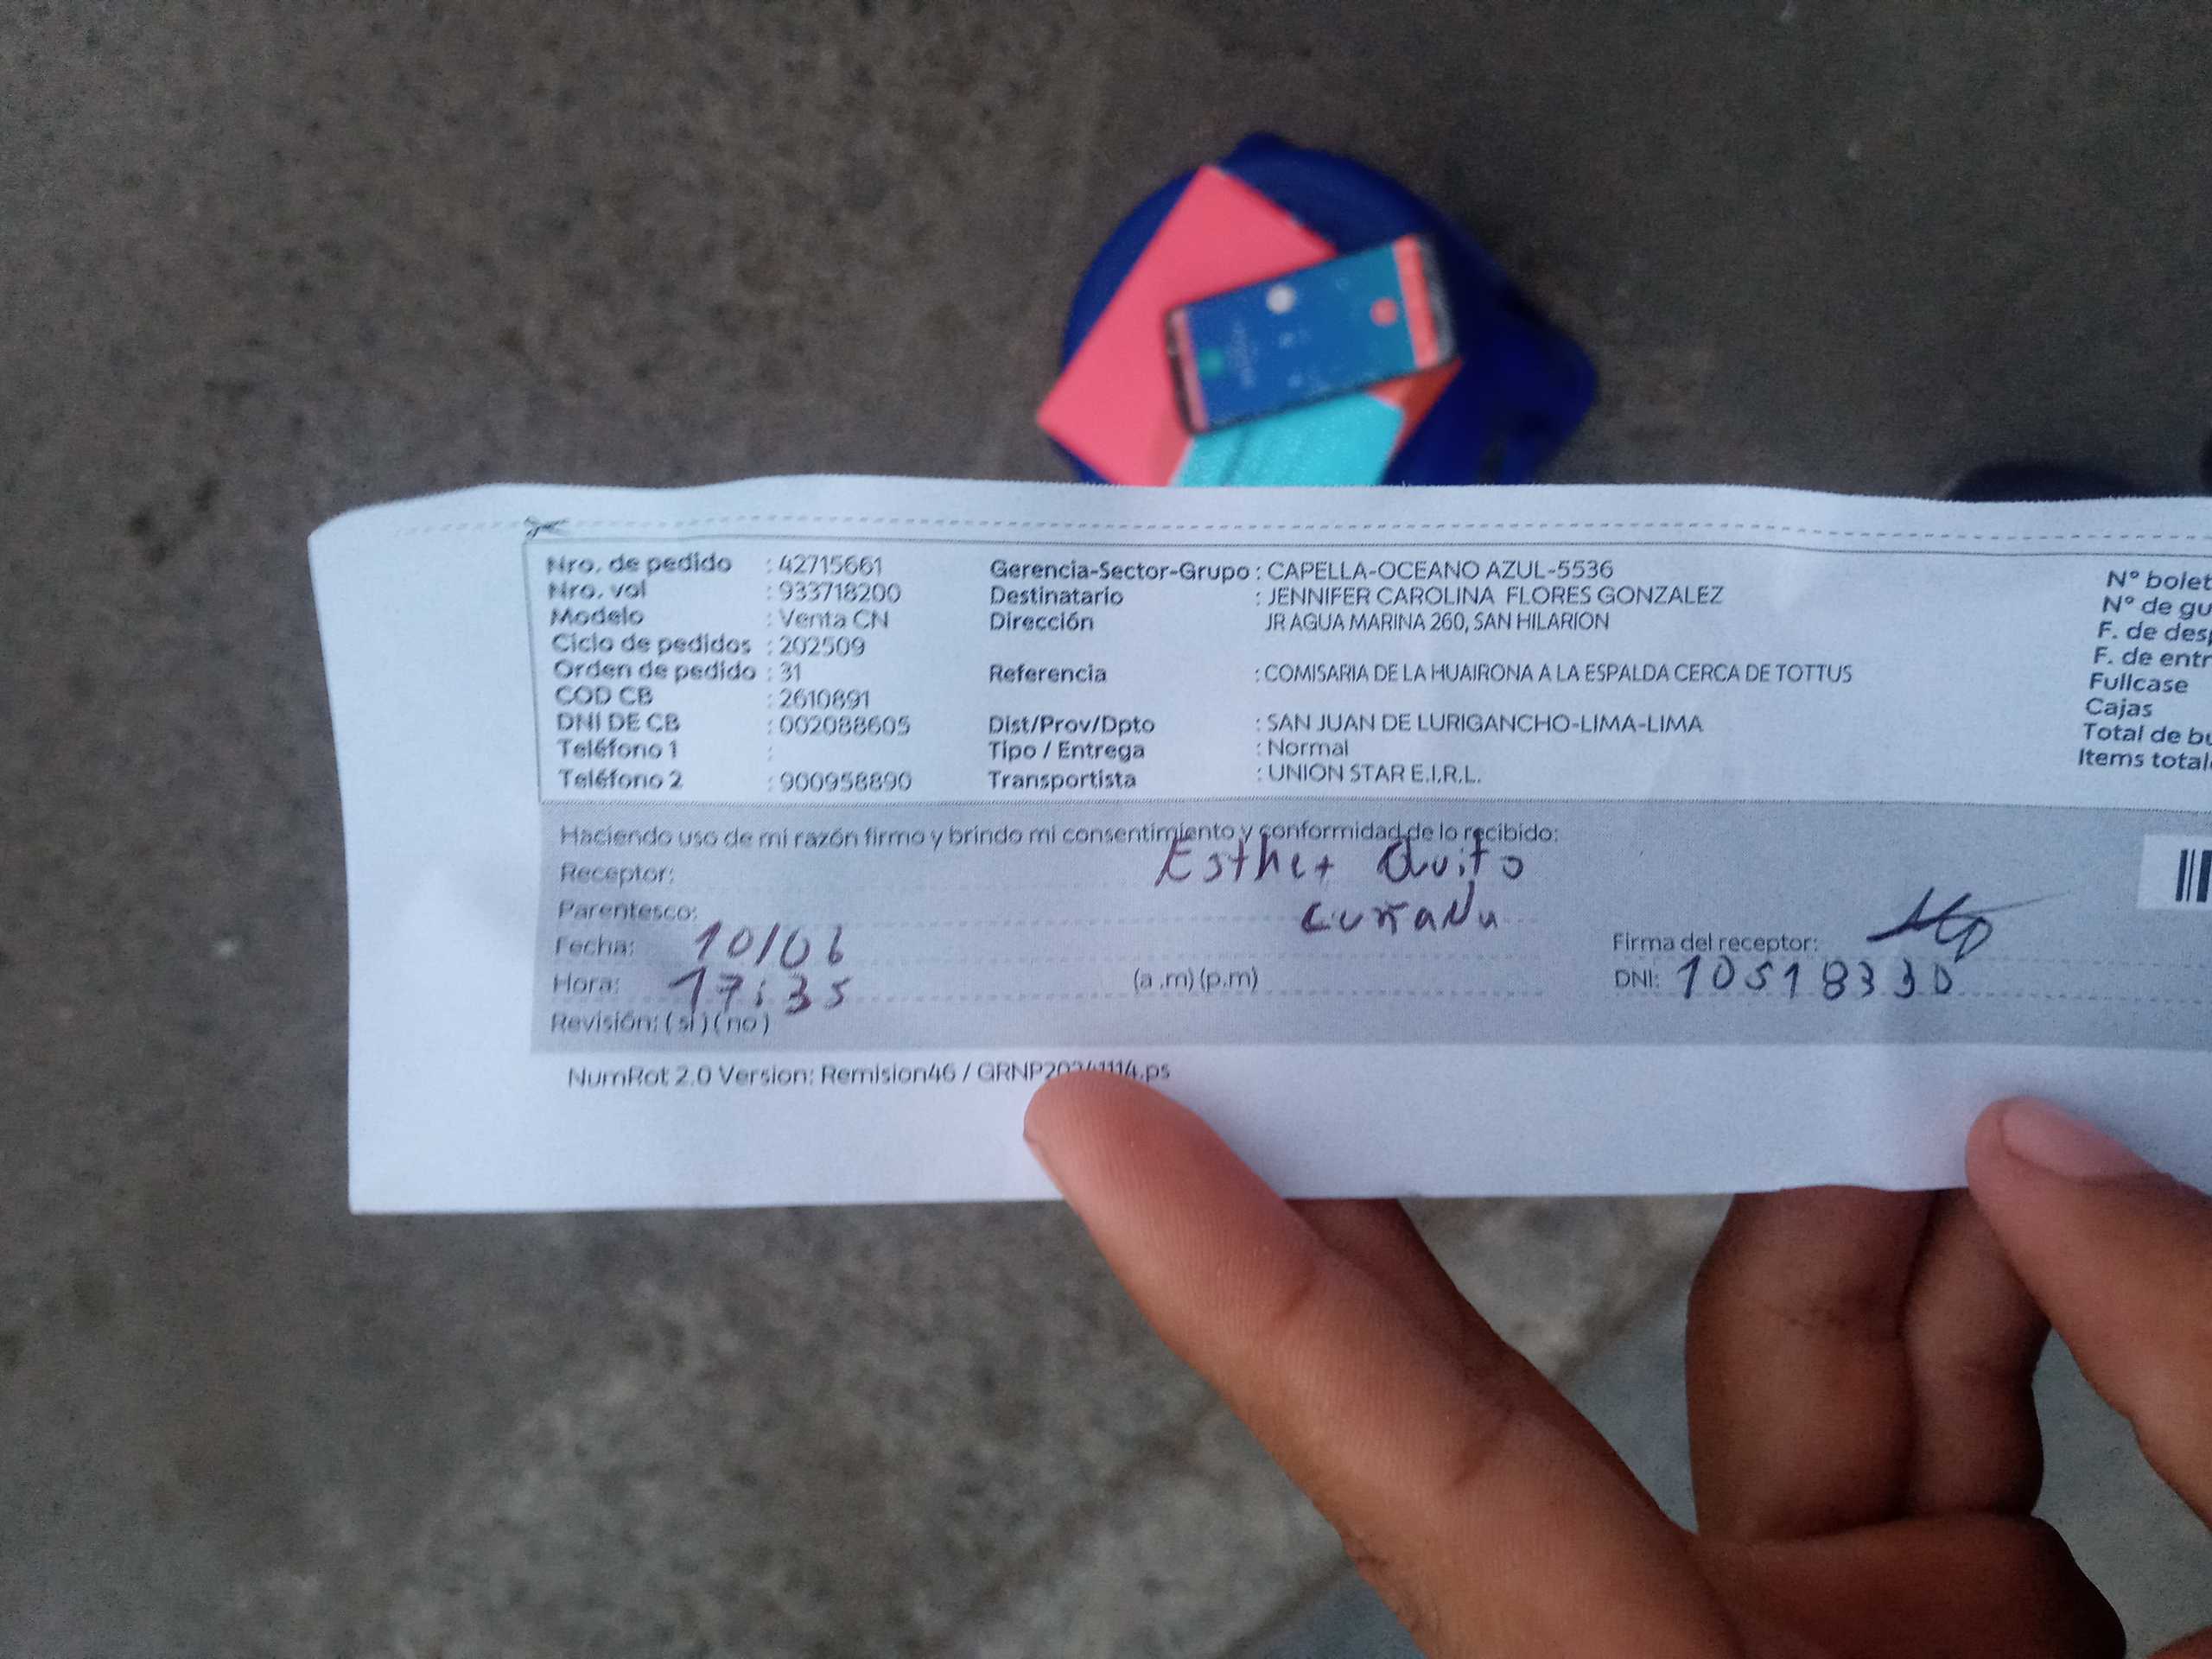 Nro. de pedido : 42715661 Gerencia-Sector-Grupo : CAPELLA-OCEANO AZUL-5536 N° bolet
Nro. vol : 933718200 Destinatario : JENNIFER CAROLINA FLORES GONZALEZ N° de gu
Modelo : Venta CN Dirección JR AGUA MARINA 260, SAN HILARION F. de desp
Ciclo de pedidos : 202509 F. de entr
Orden de pedido : 31 Referencia : COMISARIA DE LA HUAIRONA A LA ESPALDA CERCA DE TOTTUS Fullcase
COD CB : 2610891 Cajas
DNI DE CB : 002088605 Dist/Prov/Dpto : SAN JUAN DE LURIGANCHO-LIMA-LIMA Total de bu
Teléfono 1 : Tipo / Entrega : Normal Items total
Teléfono 2 : 900958890 Transportista : UNION STAR E.I.R.L.
Haciendo uso de mi razón firmo y brindo mi consentimiento y conformidad de lo recibido:
Receptor: Esther Quito
Parentesco: cuñada
Fecha: 10/06 Firma del receptor:
Hora: 17:35 (a.m) (p.m) DNI: 10518330
Revisión: (si) (no)
NumRot 2.0 Version: Remision46 / GRNP20241114.ps